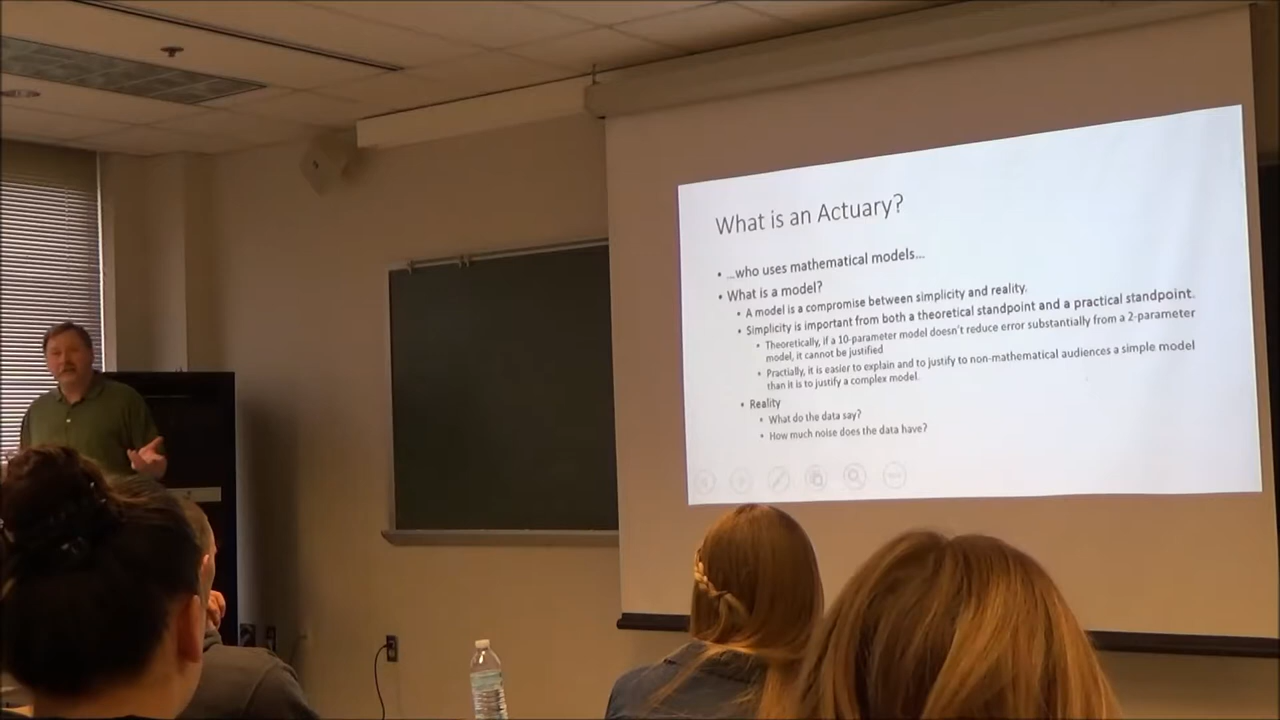 What is an Actuary?
• …who uses mathematical models…
• What is a model?
• A model is a compromise between simplicity and reality.
• Simplicity is important from both a theoretical standpoint and a practical standpoint.
• Theoretically, if a 10-parameter model doesn't reduce error substantially from a 2-parameter
model, it cannot be justified
• Practially, it is easier to explain and to justify to non-mathematical audiences a simple model
than it is to justify a complex model.
• Reality
• What do the data say?
• How much noise does the data have?